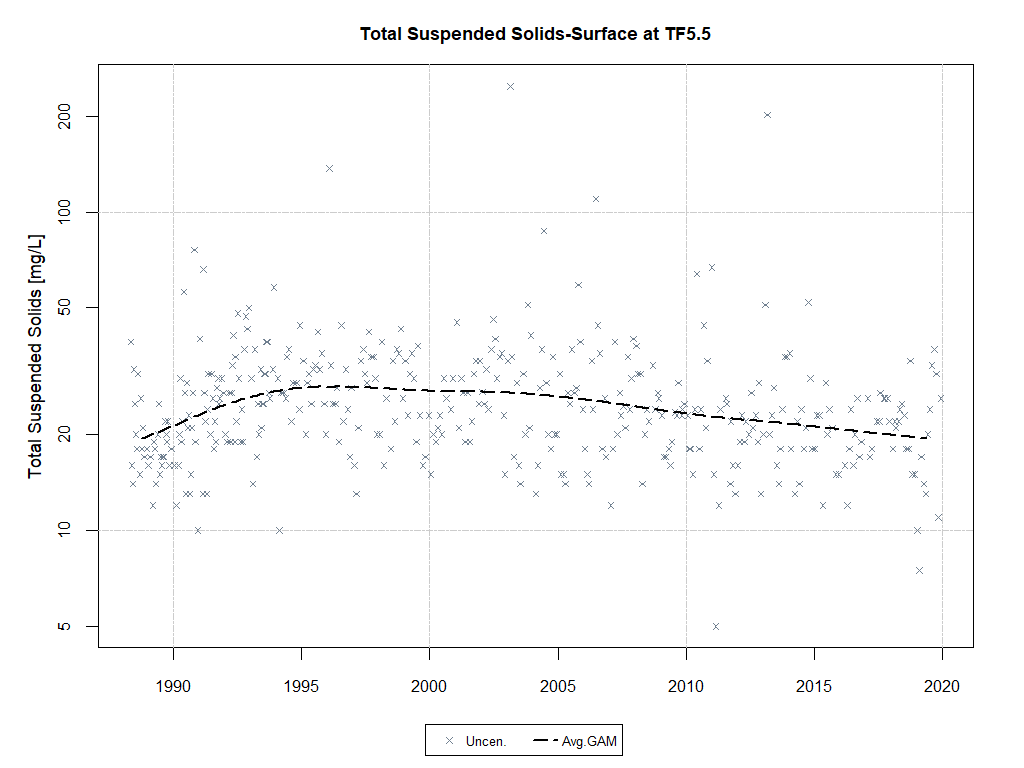 Total Suspended Solids-Surface at TF5.5
Total Suspended Solids [mg/L]
200
100
50
20
10
5
1990 1995 2000 2005 2010 2015 2020
Uncen. Avg.GAM